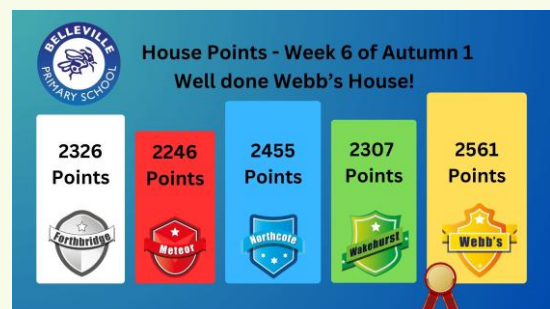 BELLEVILLE
PRIMARY SCHOOL
House Points - Week 6 of Autumn 1
Well done Webb's House!
2326
Points
2246
Points
2455
Points
2307
Points
2561
Points
Forthbridge
Meteor
Northcote
Wakehurst
Webb's